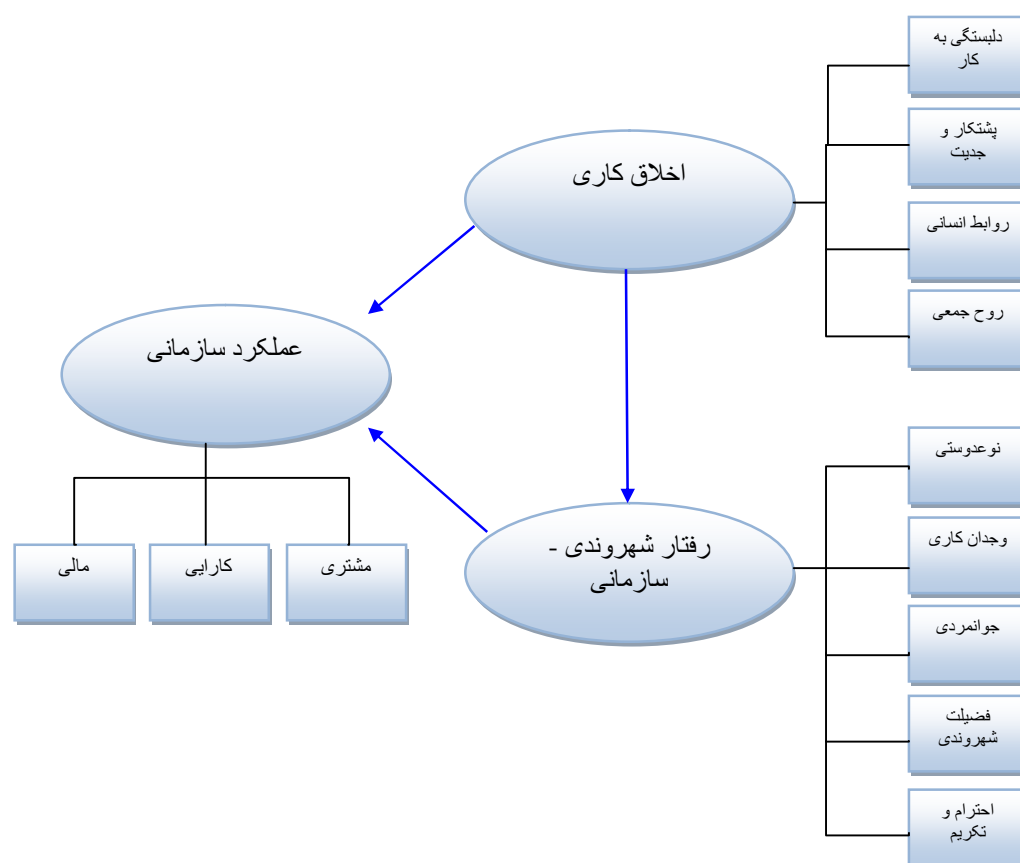 دلبستگی به
کار
پشتکار و
جدیت
اخلاق کاری
روابط انسانی
روح جمعی
عملکرد سازمانی
نوعدوستی
وجدان کاری
رفتار شهروندی -
سازمانی
مشتری
کارایی
مالی
جوانمردی
فضیلت
شهروندی
احترام و
تکریم